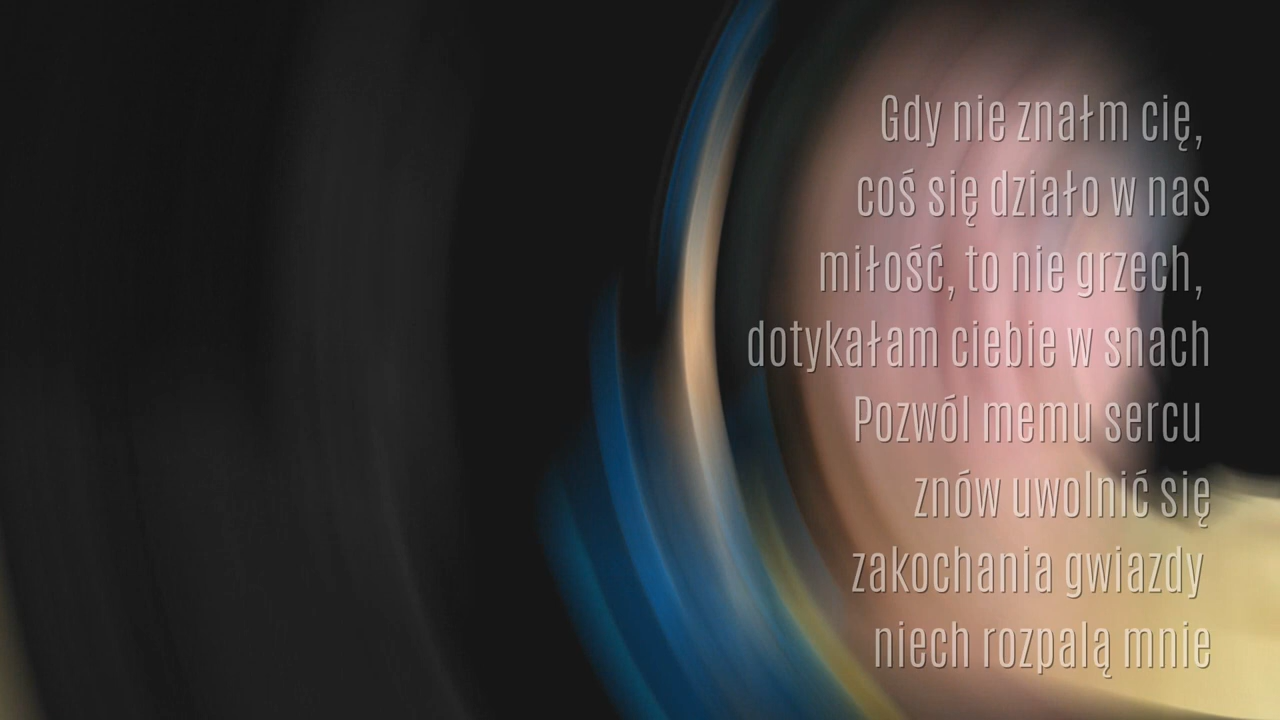 Gdy nie znałm cię,
coś się działo w nas
miłość, to nie grzech,
dotykałam ciebie w snach
Pozwól memu sercu
znów uwolnić się
zakochania gwiazdy
niech rozpalą mnie